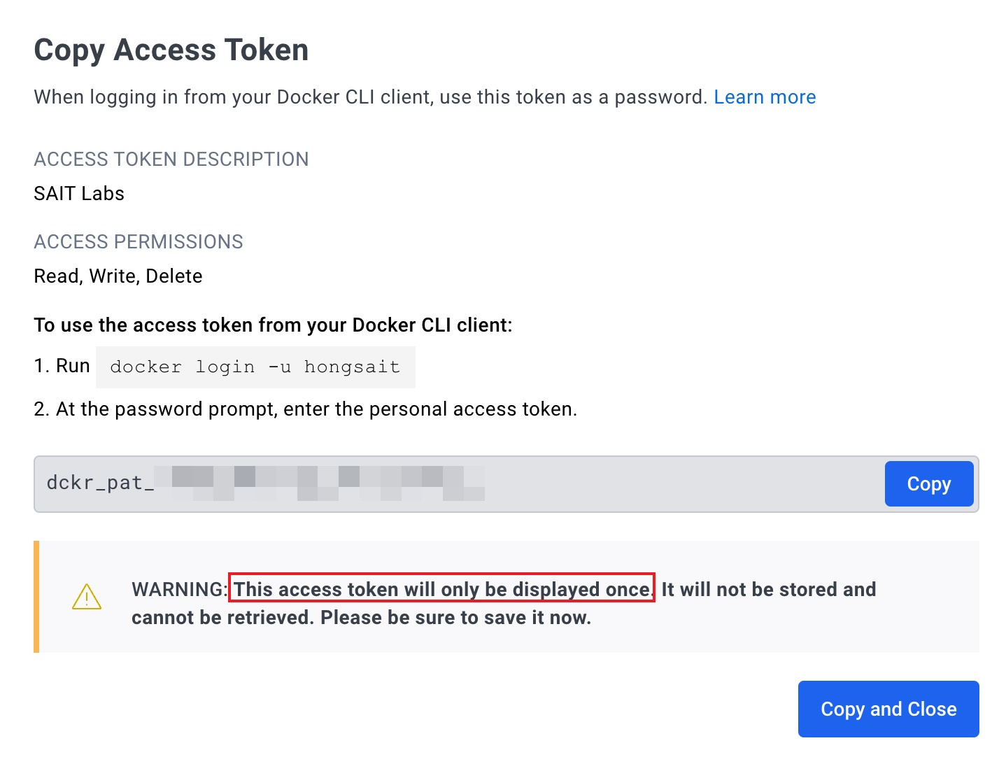 Copy Access Token
When logging in from your Docker CLI client, use this token as a password. Learn more
ACCESS TOKEN DESCRIPTION
SAIT Labs
ACCESS PERMISSIONS
Read, Write, Delete
To use the access token from your Docker CLI client:
1. Run docker login -u hongsait
2. At the password prompt, enter the personal access token.
dckr_pat_
Copy
WARNING: This access token will only be displayed once. It will not be stored and
cannot be retrieved. Please be sure to save it now.
Copy and Close